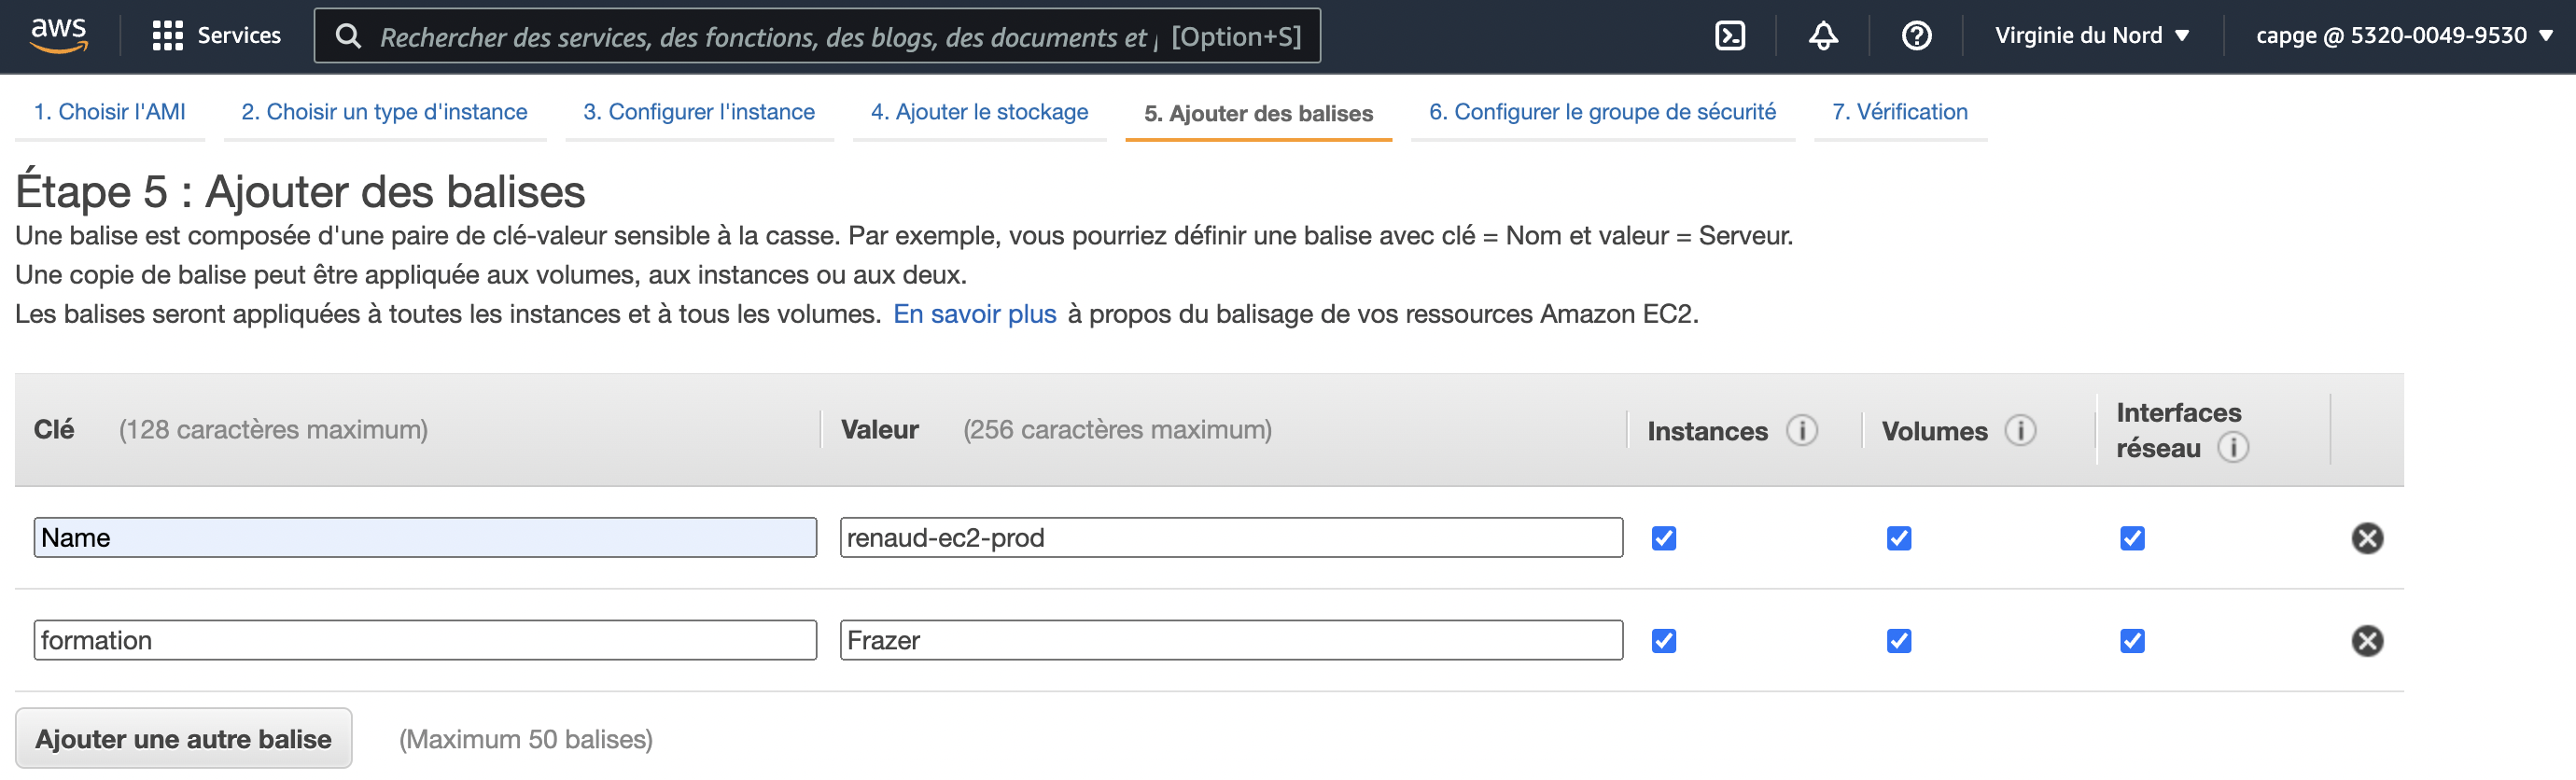 aws Services Rechercher des services, des fonctions, des blogs, des documents et [Option+S] Virginie du Nord capge @ 5320-0049-9530
1. Choisir l'AMI 2. Choisir un type d'instance 3. Configurer l'instance 4. Ajouter le stockage 5. Ajouter des balises 6. Configurer le groupe de sécurité 7. Vérification
Étape 5 : Ajouter des balises
Une balise est composée d'une paire de clé-valeur sensible à la casse. Par exemple, vous pourriez définir une balise avec clé = Nom et valeur = Serveur.
Une copie de balise peut être appliquée aux volumes, aux instances ou aux deux.
Les balises seront appliquées à toutes les instances et à tous les volumes. En savoir plus à propos du balisage de vos ressources Amazon EC2.
Clé (128 caractères maximum) Valeur (256 caractères maximum) Instances Volumes Interfaces
réseau
Name renaud-ec2-prod
formation Frazer
Ajouter une autre balise (Maximum 50 balises)